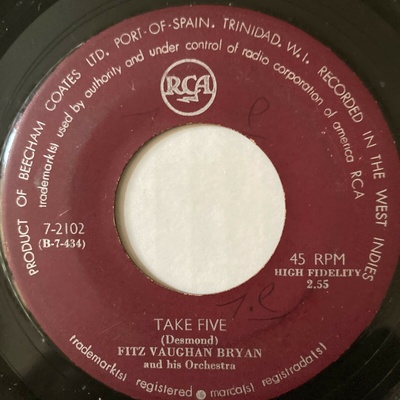 PRODUCT OF BEECHAM COATES LTD. PORT-OF-SPAIN. TRINIDAD, W.I. RECORDED IN THE WEST INDIES
trademark(s) used by authority and under control of radio corporation of america RCA
RCA
7-2102
(B-7-434)
45 RPM
HIGH FIDELITY
2.55
TAKE FIVE
(Desmond)
FITZ VAUGHAN BRYAN
and his Orchestra
trademark(s) registered marca(s) registrada(s)